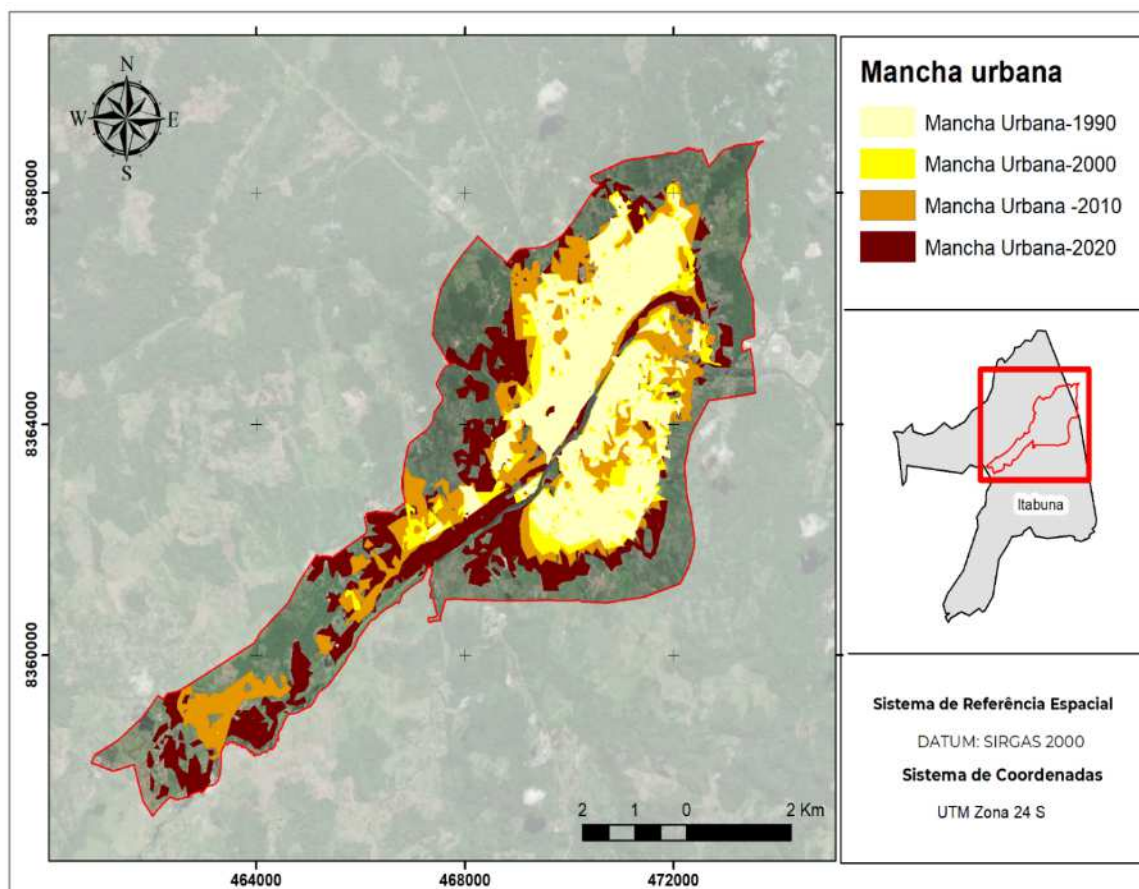 N
W E
S
8368000
8364000
8360000
464000 468000 472000
2 1 0 2 Km
Mancha urbana
Mancha Urbana-1990
Mancha Urbana-2000
Mancha Urbana -2010
Mancha Urbana-2020
Itabuna
Sistema de Referência Espacial
DATUM: SIRGAS 2000
Sistema de Coordenadas
UTM Zona 24 S